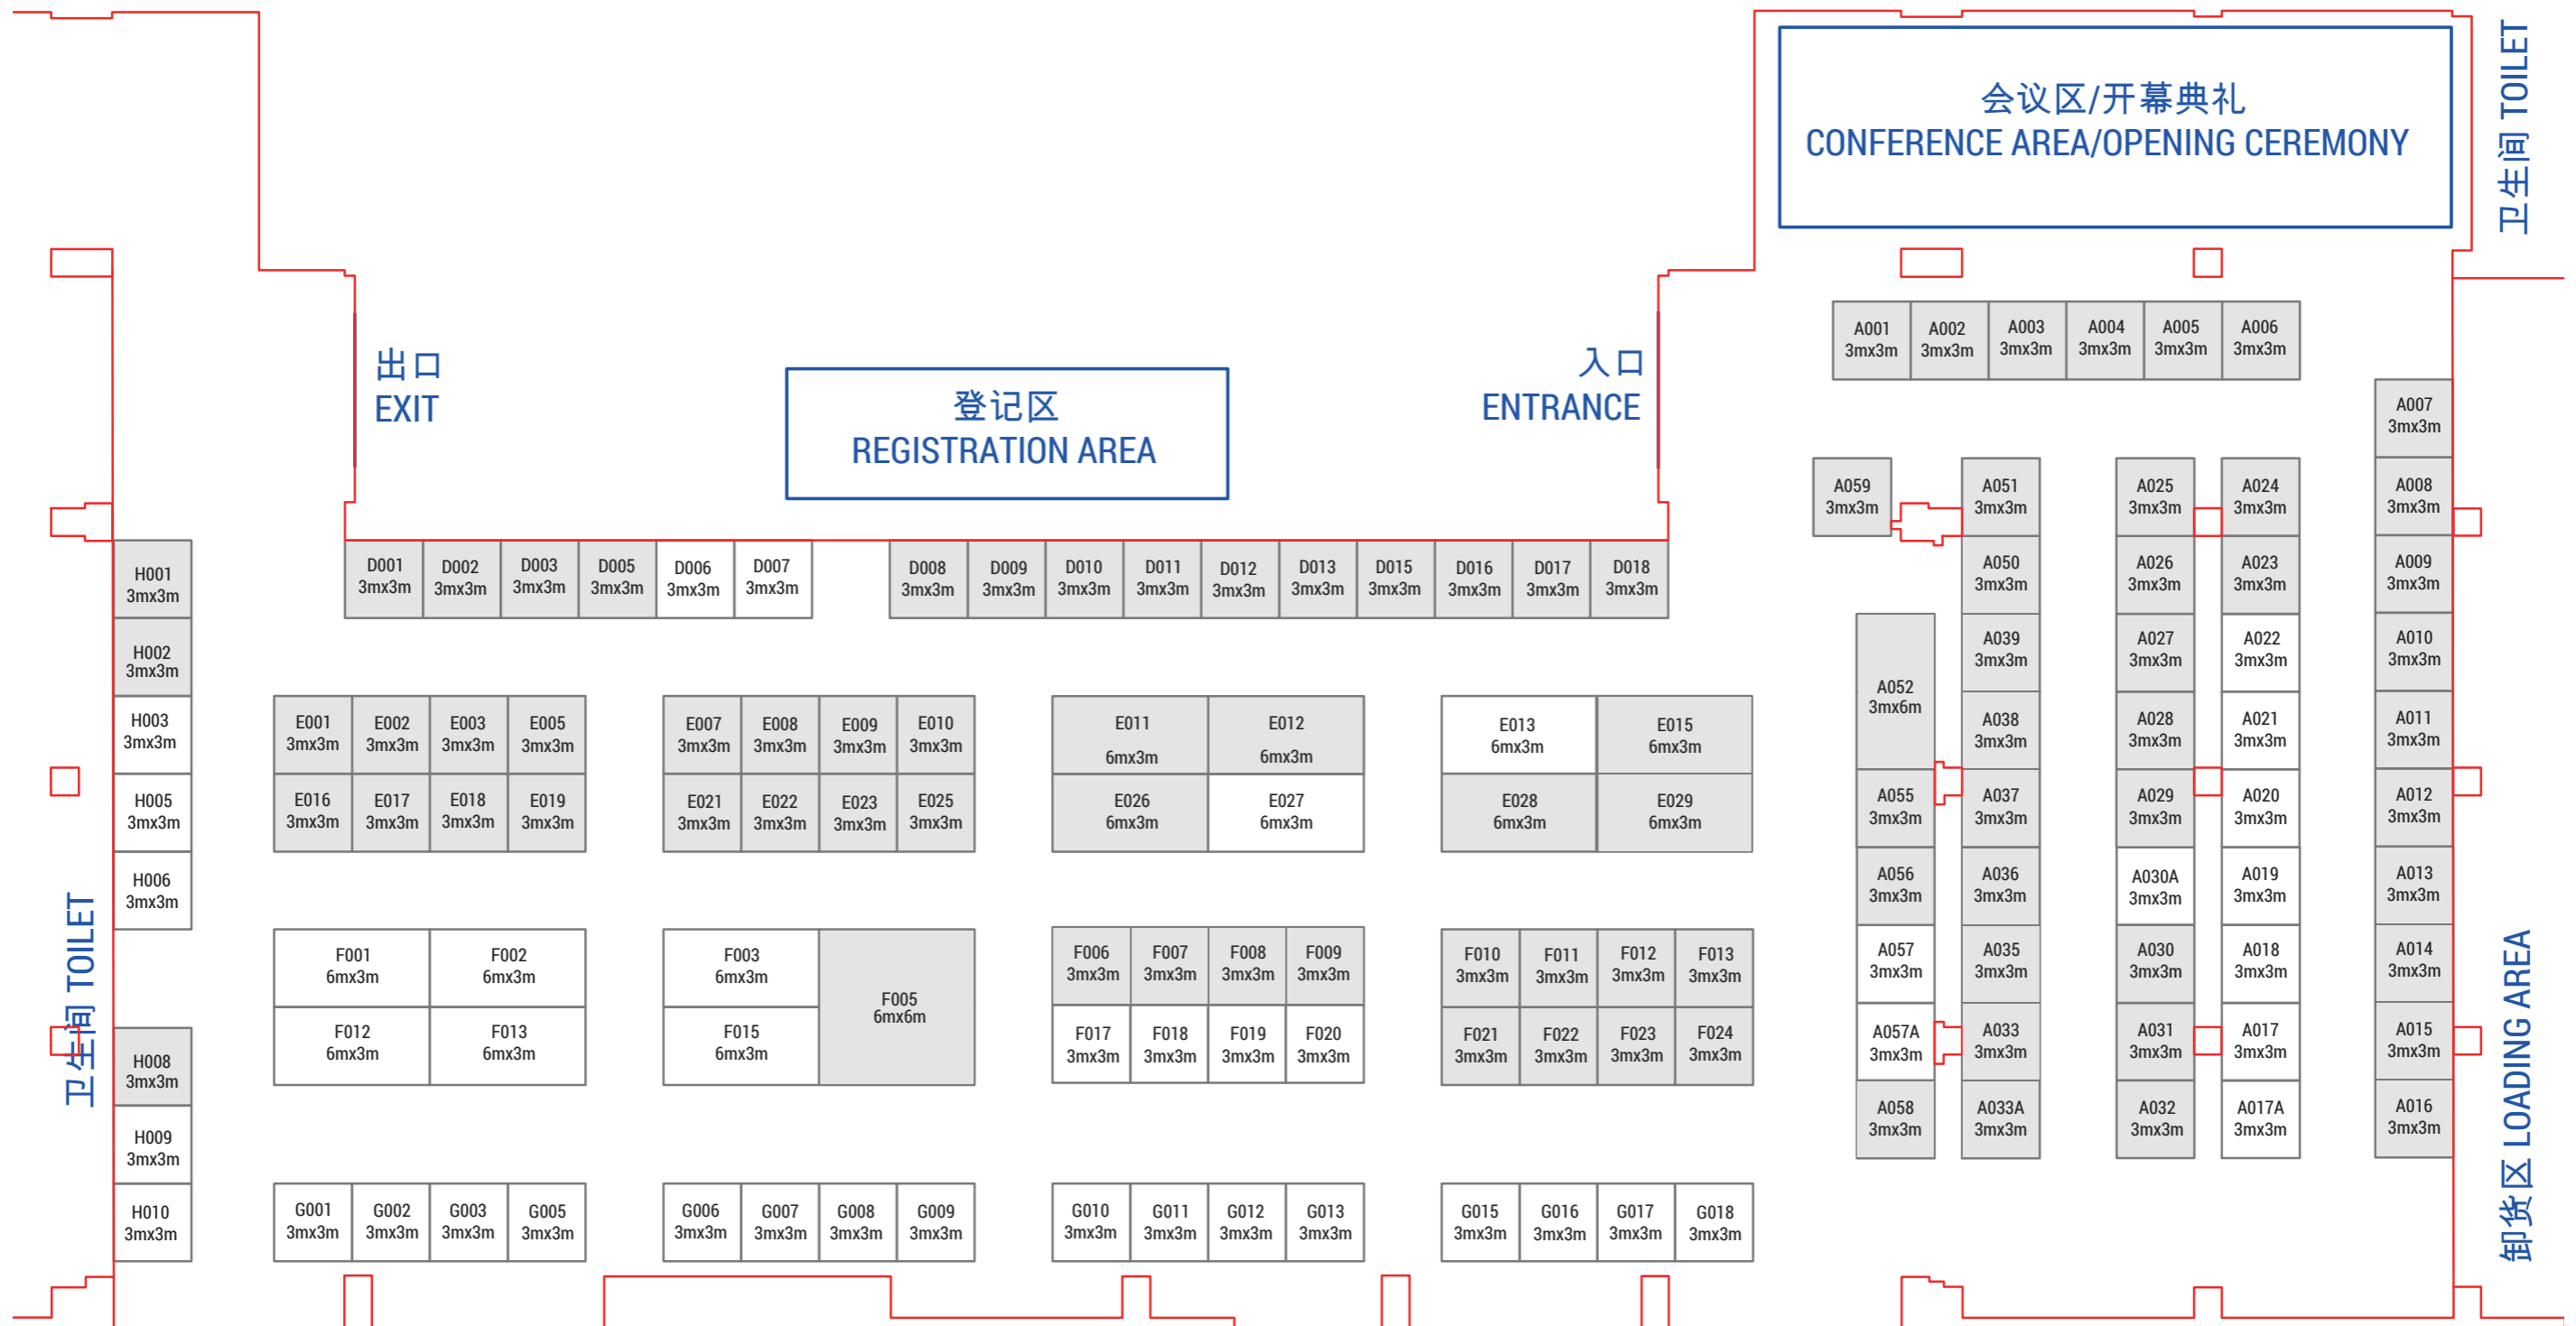 会议区/开幕典礼
CONFERENCE AREA/OPENING CEREMONY
卫生间 TOILET
出口
EXIT
登记区
REGISTRATION AREA
入口
ENTRANCE
A001
3mx3m
A002
3mx3m
A003
3mx3m
A004
3mx3m
A005
3mx3m
A006
3mx3m
A007
3mx3m
A008
3mx3m
A009
3mx3m
A010
3mx3m
A011
3mx3m
A012
3mx3m
A013
3mx3m
A014
3mx3m
A015
3mx3m
A016
3mx3m
A059
3mx3m
A052
3mx6m
A055
3mx3m
A056
3mx3m
A057
3mx3m
A057A
3mx3m
A058
3mx3m
A051
3mx3m
A050
3mx3m
A039
3mx3m
A038
3mx3m
A037
3mx3m
A036
3mx3m
A035
3mx3m
A033
3mx3m
A033A
3mx3m
A025
3mx3m
A026
3mx3m
A027
3mx3m
A028
3mx3m
A029
3mx3m
A030A
3mx3m
A030
3mx3m
A031
3mx3m
A032
3mx3m
A024
3mx3m
A023
3mx3m
A022
3mx3m
A021
3mx3m
A020
3mx3m
A019
3mx3m
A018
3mx3m
A017
3mx3m
A017A
3mx3m
D001
3mx3m
D002
3mx3m
D003
3mx3m
D005
3mx3m
D006
3mx3m
D007
3mx3m
D008
3mx3m
D009
3mx3m
D010
3mx3m
D011
3mx3m
D012
3mx3m
D013
3mx3m
D015
3mx3m
D016
3mx3m
D017
3mx3m
D018
3mx3m
H001
3mx3m
H002
3mx3m
H003
3mx3m
H005
3mx3m
H006
3mx3m
H008
3mx3m
H009
3mx3m
H010
3mx3m
E001
3mx3m
E002
3mx3m
E003
3mx3m
E005
3mx3m
E016
3mx3m
E017
3mx3m
E018
3mx3m
E019
3mx3m
E007
3mx3m
E008
3mx3m
E009
3mx3m
E010
3mx3m
E021
3mx3m
E022
3mx3m
E023
3mx3m
E025
3mx3m
E011
6mx3m
E012
6mx3m
E026
6mx3m
E027
6mx3m
E013
6mx3m
E015
6mx3m
E028
6mx3m
E029
6mx3m
F001
6mx3m
F002
6mx3m
F012
6mx3m
F013
6mx3m
F003
6mx3m
F005
6mx6m
F015
6mx3m
F006
3mx3m
F007
3mx3m
F008
3mx3m
F009
3mx3m
F017
3mx3m
F018
3mx3m
F019
3mx3m
F020
3mx3m
F010
3mx3m
F011
3mx3m
F012
3mx3m
F013
3mx3m
F021
3mx3m
F022
3mx3m
F023
3mx3m
F024
3mx3m
G001
3mx3m
G002
3mx3m
G003
3mx3m
G005
3mx3m
G006
3mx3m
G007
3mx3m
G008
3mx3m
G009
3mx3m
G010
3mx3m
G011
3mx3m
G012
3mx3m
G013
3mx3m
G015
3mx3m
G016
3mx3m
G017
3mx3m
G018
3mx3m
卫生间 TOILET
卸货区 LOADING AREA